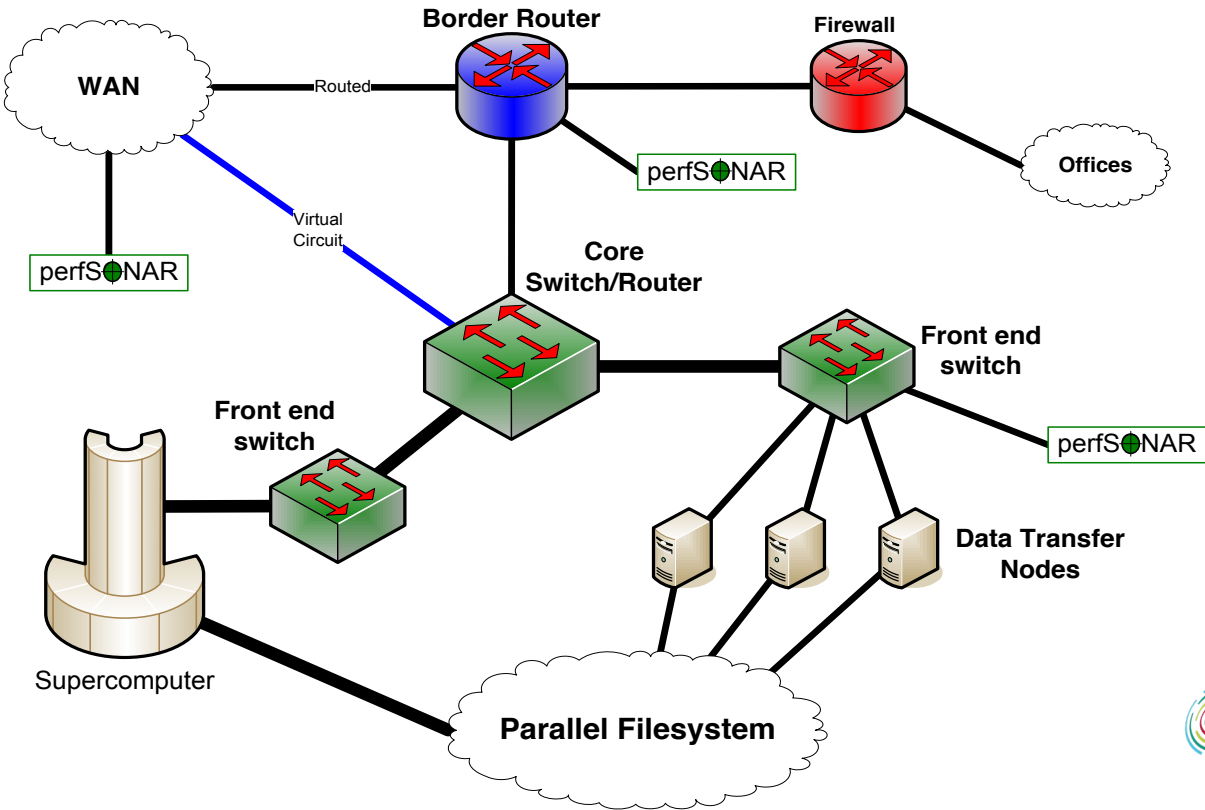 Border Router
Firewall
WAN
Routed
perfSONAR
Offices
Virtual
Circuit
perfSONAR
Core
Switch/Router
Front end
switch
Front end
switch
perfSONAR
Data Transfer
Nodes
Supercomputer
Parallel Filesystem